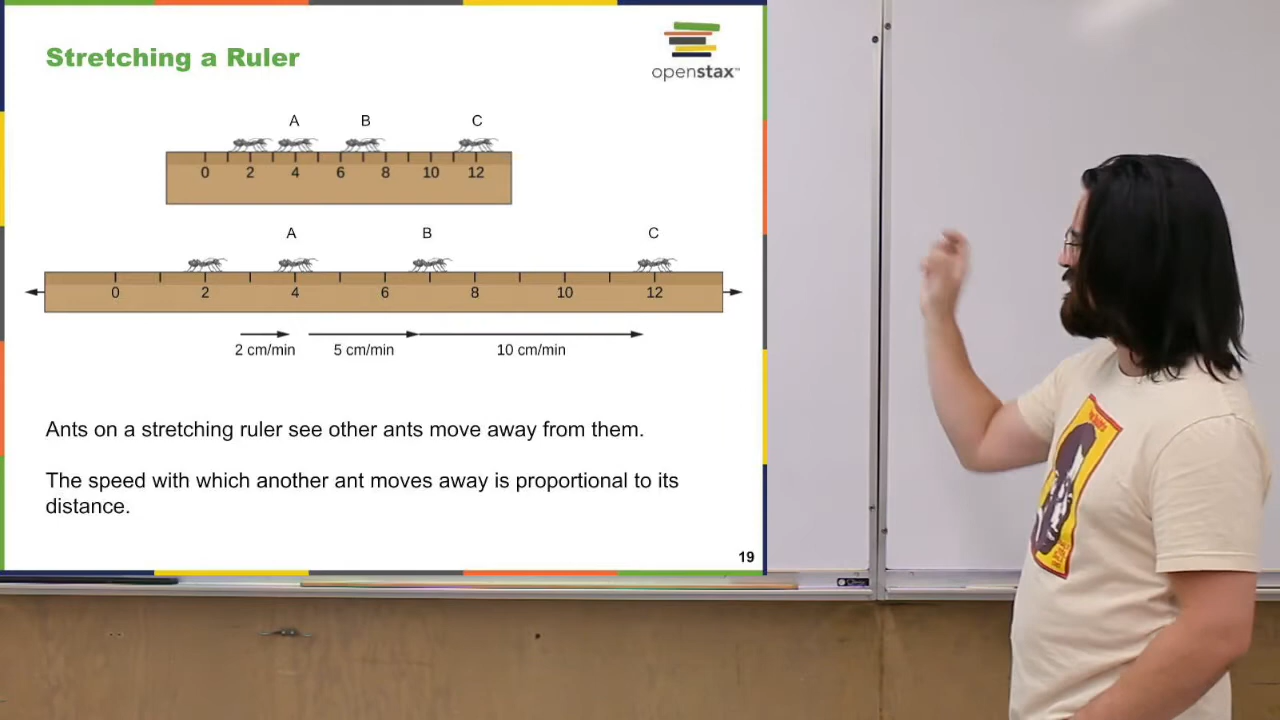 Stretching a Ruler
openstax™
A B C
0 2 4 6 8 10 12
A B C
0 2 4 6 8 10 12
2 cm/min 5 cm/min 10 cm/min
Ants on a stretching ruler see other ants move away from them.
The speed with which another ant moves away is proportional to its
distance.
19